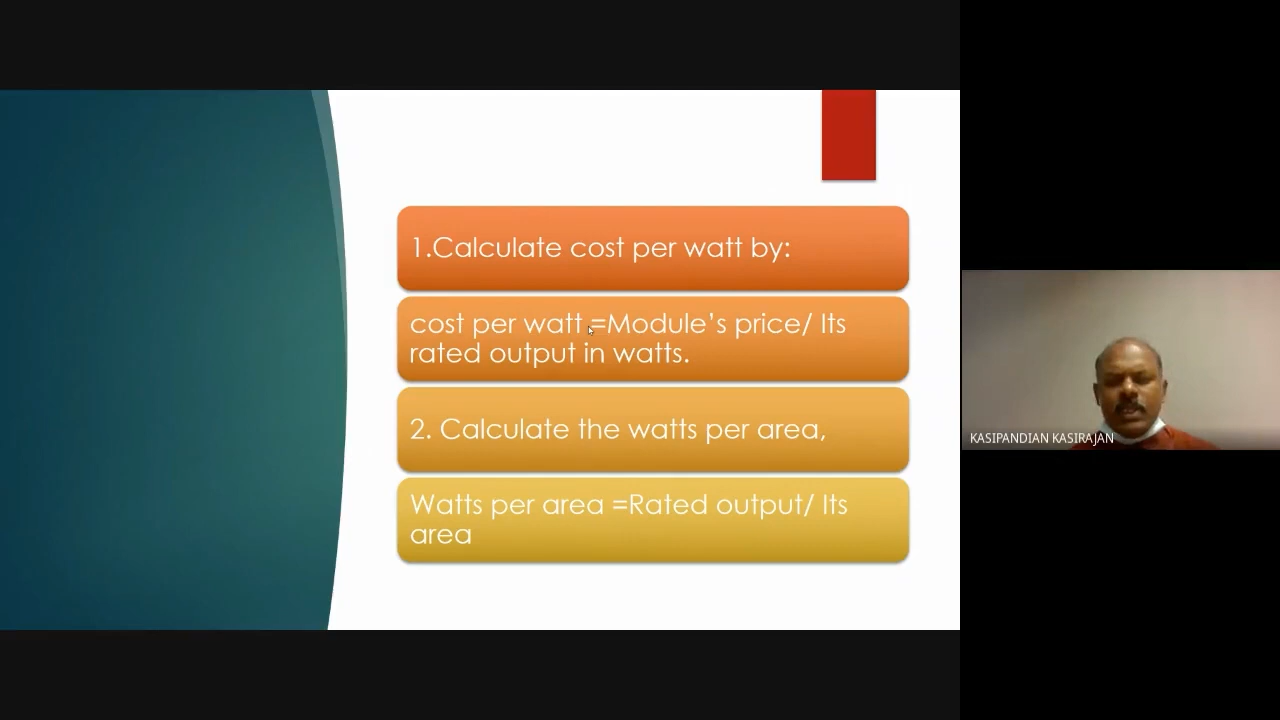 1.Calculate cost per watt by:
cost per watt =Module’s price/ Its
rated output in watts.
2. Calculate the watts per area,
Watts per area =Rated output/ Its
area
KASIPANDIAN KASIRAJAN